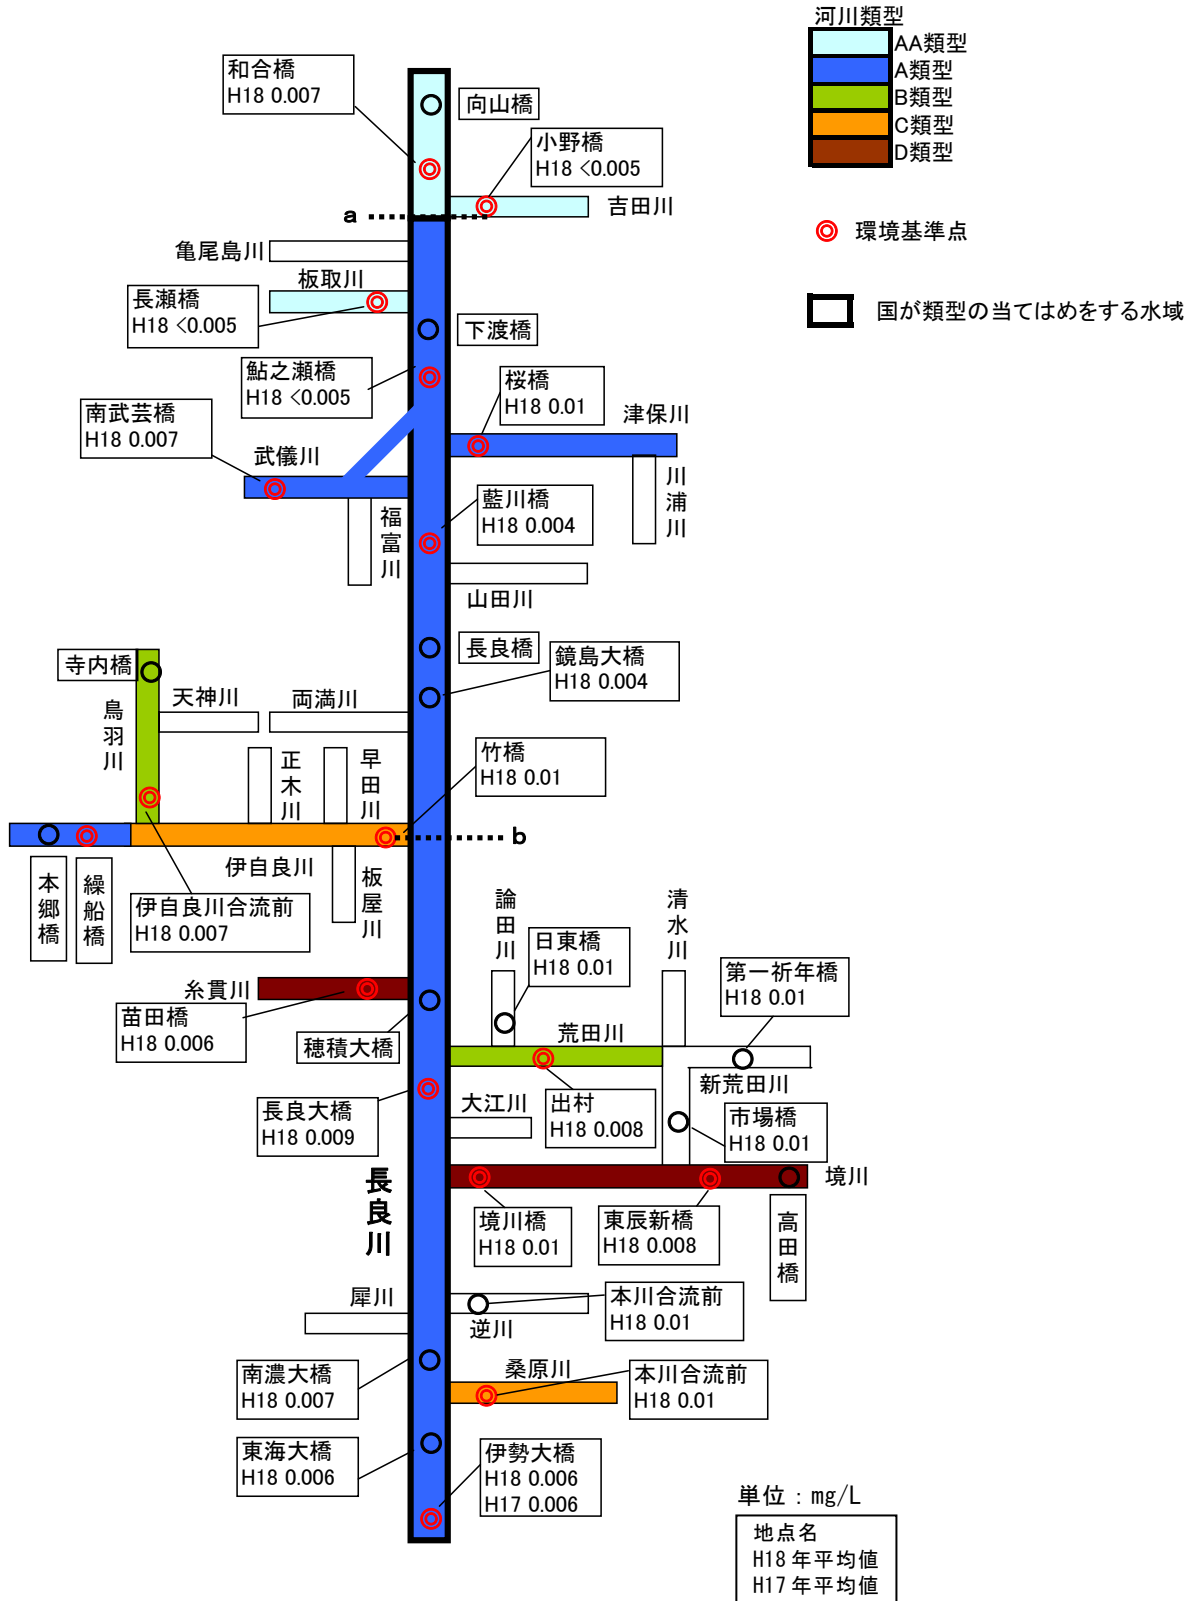 河川類型
AA類型
A類型
B類型
C類型
D類型
環境基準点
国が類型の当てはめをする水域
和合橋
H18 0.007
向山橋
小野橋
H18 <0.005
吉田川
a
亀尾島川
板取川
長瀬橋
H18 <0.005
下渡橋
鮎之瀬橋
H18 <0.005
桜橋
H18 0.01
津保川
川浦川
南武芸橋
H18 0.007
武儀川
福富川
藍川橋
H18 0.004
山田川
長良橋
鏡島大橋
H18 0.004
寺内橋
鳥羽川
天神川
両満川
正木川
早田川
竹橋
H18 0.01
b
伊自良川
板屋川
本郷橋
繰船橋
伊自良川合流前
H18 0.007
論田川
清水川
日東橋
H18 0.01
第一祈年橋
H18 0.01
糸貫川
苗田橋
H18 0.006
穂積大橋
荒田川
新荒田川
長良大橋
H18 0.009
大江川
出村
H18 0.008
市場橋
H18 0.01
長良川
境川
境川橋
H18 0.01
東辰新橋
H18 0.008
高田橋
犀川
逆川
本川合流前
H18 0.01
南濃大橋
H18 0.007
桑原川
本川合流前
H18 0.01
東海大橋
H18 0.006
伊勢大橋
H18 0.006
H17 0.006
単位：mg/L
地点名
H18 年平均値
H17 年平均値